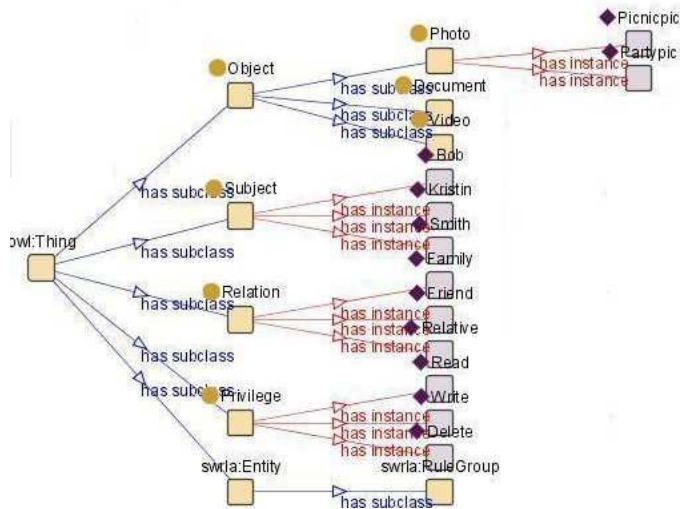 Picnicpic
Photo
Partypic
has instance
Object
has instance
has subclass
Document
has subclass
Video
has subclass
Bob
Subject
Kristin
has subclass
has instance
has instance
Smith
has instance
owl:Thing
has subclass
Family
Relation
Friend
has subclass
has instance
has instance
Relative
has instance
has subclass
Read
has subclass
Privilege
Write
has instance
has instance
Delete
has instance
swrla:Entity
swrla:RuleGroup
has subclass